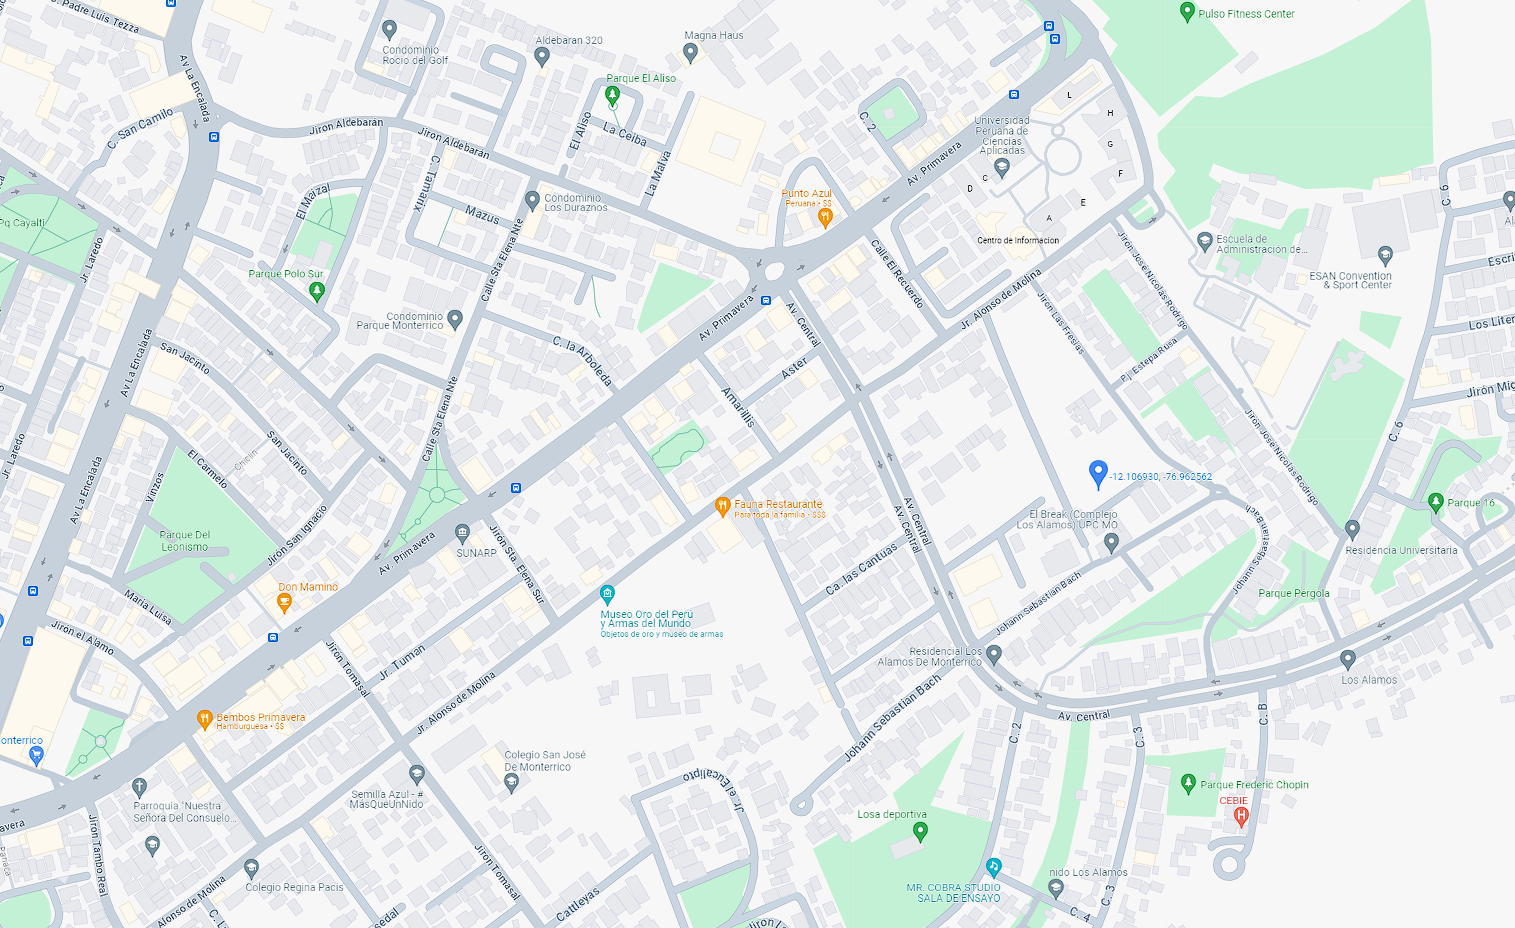 J. Padre Luis Tezza
Condominio
Rocio del Golf
Aldebaran 320
Magna Haus
Pulso Fitness Center
Av La Encalada
Parque El Aliso
C. San Camilo
Jiron Aldebarán
Jiron Aldebarán
El Aliso
La Ceiba
La Malva
C. 2
Universidad
Peruana de
Ciencias
Aplicadas
L
H
G
F
E
D
C
A
Centro de Informacion
Av. Primavera
C. Tamarix
Mazus
El Maizal
Condominio
Los Duraznos
Punto Azul
Peruana • $$
C. 6
Pq Cayalti
Jr. Laredo
Calle Sta Elena Nte
Calle El Recuerdo
Jirón José Nicolás Rodrigo
Escuela de
Administración de...
ESAN Convention
& Sport Center
Parque Polo Sur
Condominio
Parque Monterrico
Av. Primavera
Av. Central
Jr. Alonso de Molina
Jirón Las Fresias
Pj. Estepa Rusa
Av La Encalada
San Jacinto
C. la Arboleda
Aster
Amarillis
Jirón José Nicolás Rodrigo
C. 6
Jr. Laredo
Av La Encalada
El Carmelo
Chiclin
San Jacinto
Calle Sta Elena Nte
Vinzos
-12.106930, -76.962562
Parque 16
Fauna Restaurante
Para toda la familia • $$$
El Break (Complejo
Los Alamos) UPC MO
Av. Central
Av. Central
Johann Sebastian Bach
Residencia Universitaria
Parque Del
Leonismo
Jirón San Ignacio
Av. Primavera
SUNARP
Jirón Sta. Elena Sur
Ca. las Cantuas
Don Mamino
María Luisa
Jirón el Alamo
Museo Oro del Perú
y Armas del Mundo
Objetos de oro y museo de armas
Johann Sebastian Bach
Parque Pergola
Residencial Los
Alamos De Monterrico
Los Alamos
Jirón Tomasal
Jr. Tuman
Jr. Alonso de Molina
Johann Sebastian Bach
Av. Central
C. 2
C. 3
C. B
Bembos Primavera
Hamburguesa • $$
Colegio San José
De Monterrico
Semilla Azul - #
MásQueUnNido
Parroquia "Nuestra
Señora Del Consuelo...
Jr. el Eucalipto
Losa deportiva
Parque Frederic Chopin
CEBIE
Jirón Tambo Real
Jirón Tomasal
Colegio Regina Pacis
Alonso de Molina
Cattleyas
MR. COBRA STUDIO
SALA DE ENSAYO
nido Los Alamos
C. 3
C. 4